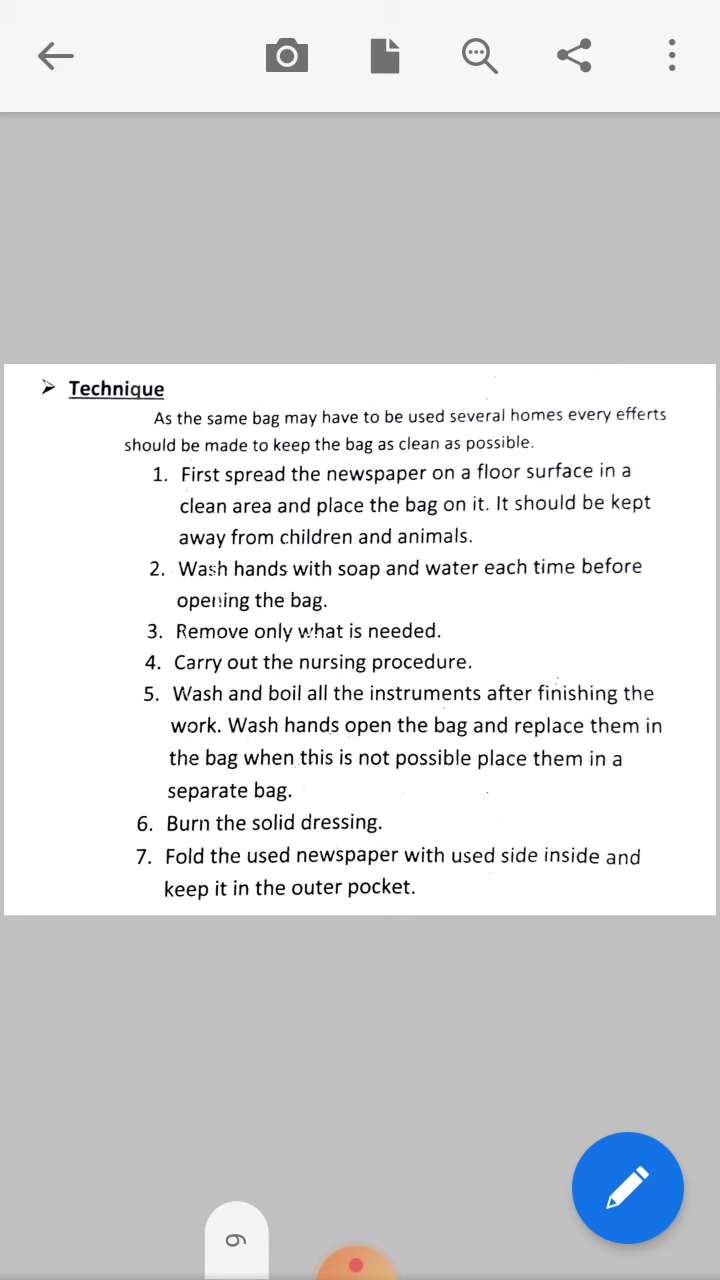 ➢ Technique
As the same bag may have to be used several homes every efferts
should be made to keep the bag as clean as possible.
1. First spread the newspaper on a floor surface in a
clean area and place the bag on it. It should be kept
away from children and animals.
2. Wash hands with soap and water each time before
opening the bag.
3. Remove only what is needed.
4. Carry out the nursing procedure.
5. Wash and boil all the instruments after finishing the
work. Wash hands open the bag and replace them in
the bag when this is not possible place them in a
separate bag.
6. Burn the solid dressing.
7. Fold the used newspaper with used side inside and
keep it in the outer pocket.
6